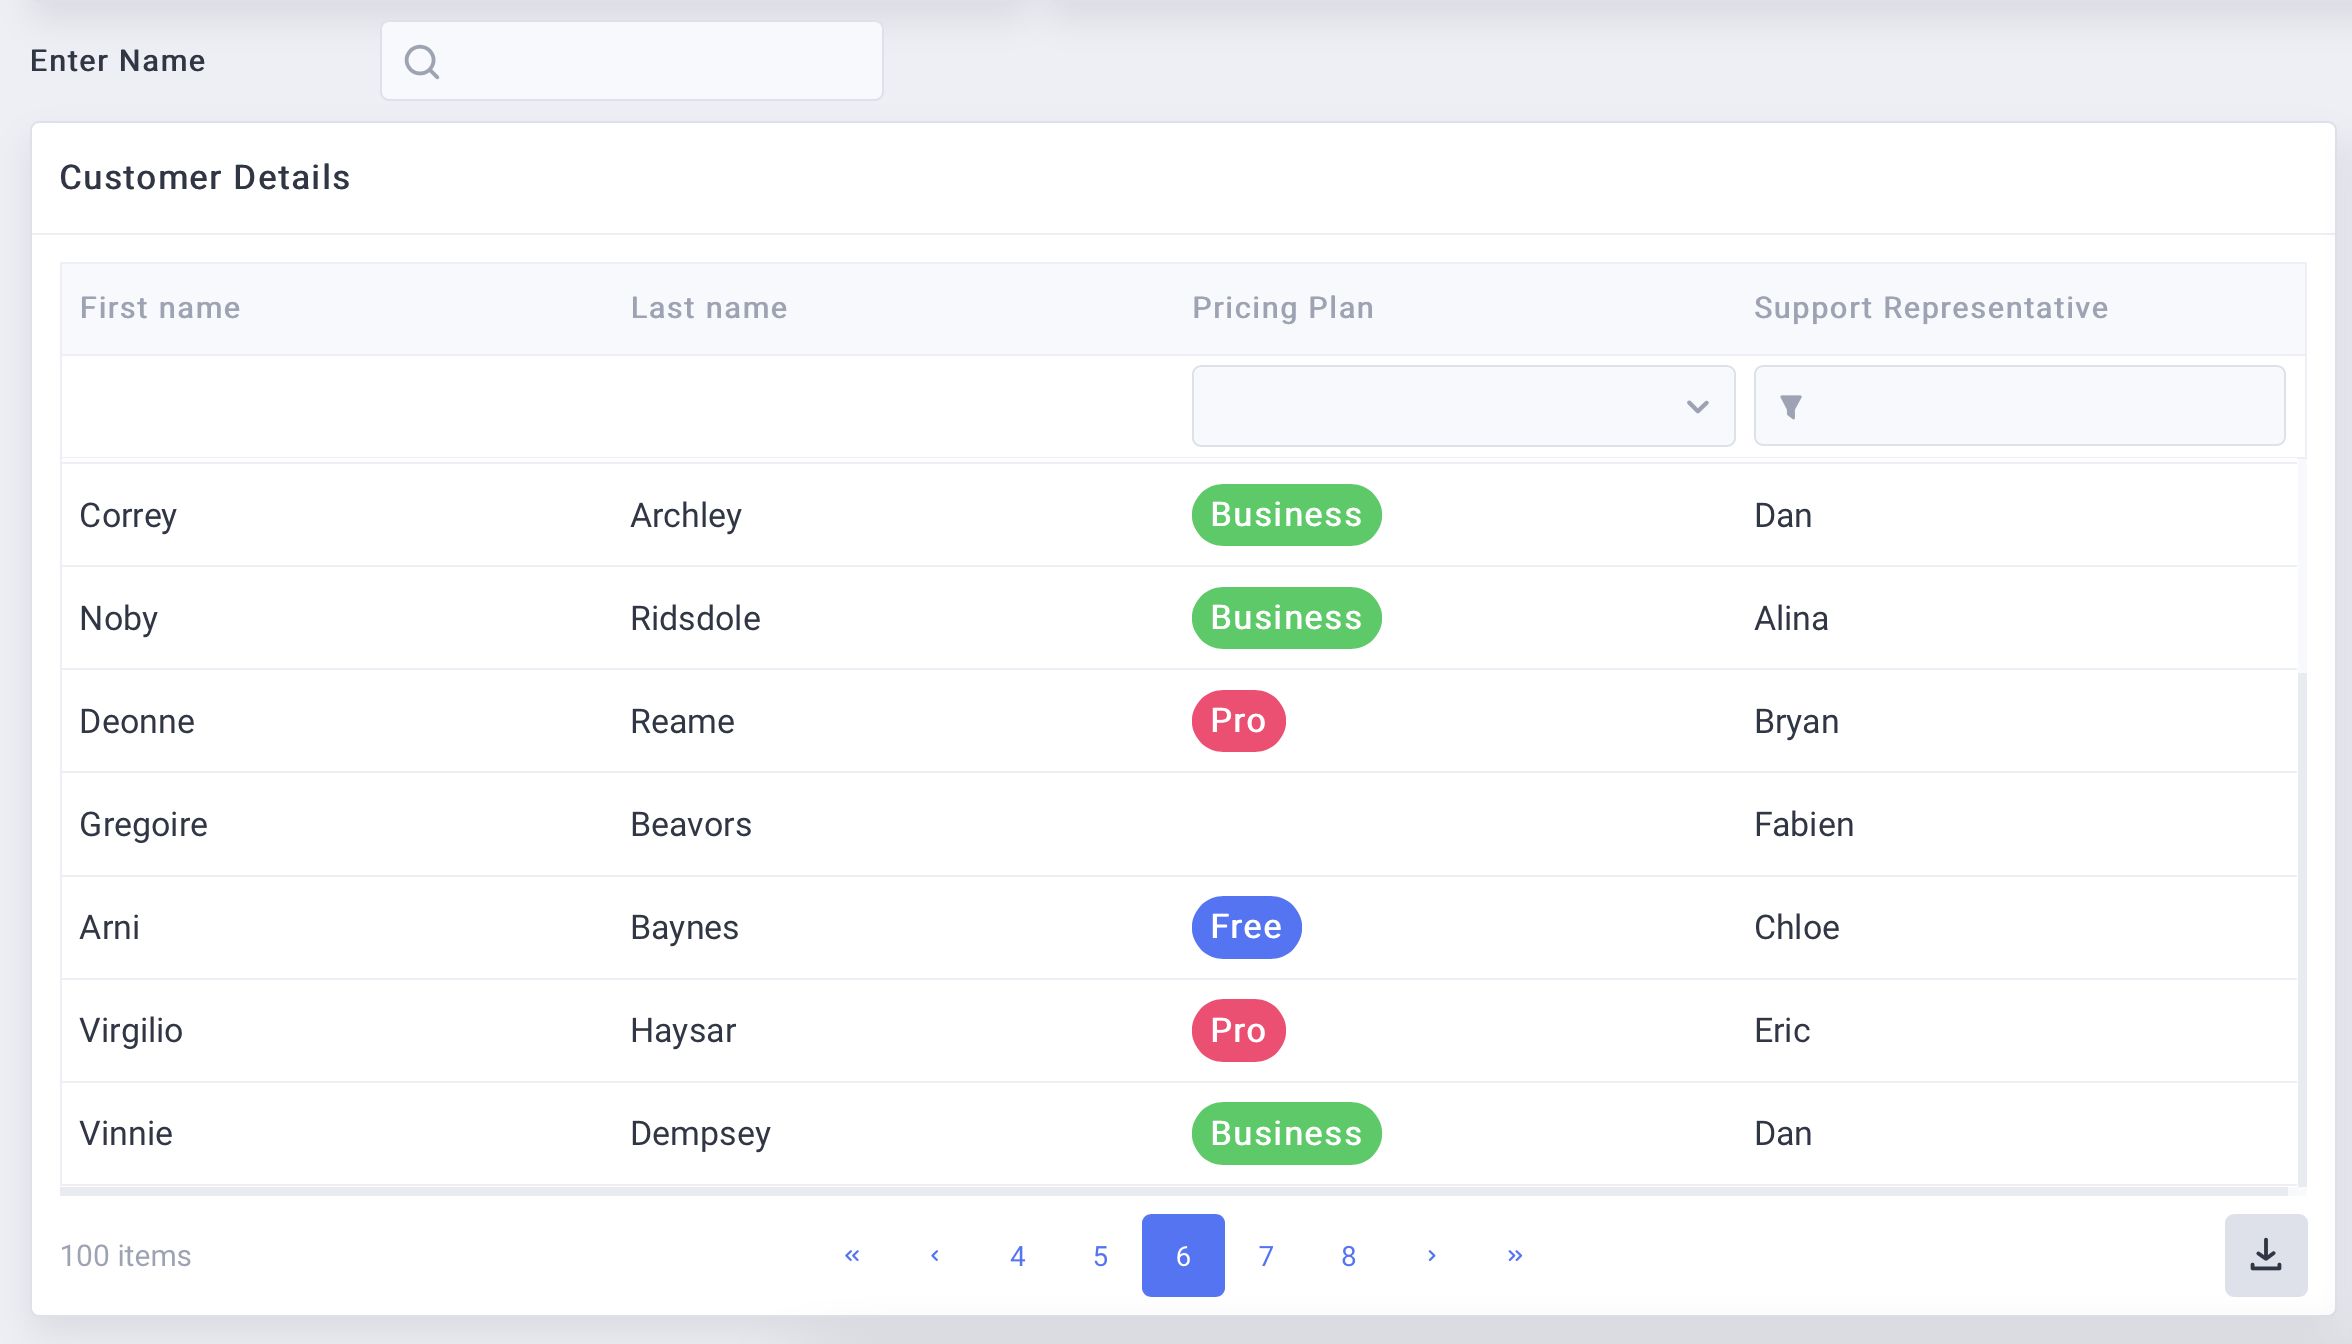 Enter Name
Customer Details
First name Last name Pricing Plan Support Representative
Correy Archley Business Dan
Noby Ridsdole Business Alina
Deonne Reame Pro Bryan
Gregoire Beavors Fabien
Arni Baynes Free Chloe
Virgilio Haysar Pro Eric
Vinnie Dempsey Business Dan
100 items « ‹ 4 5 6 7 8 › »